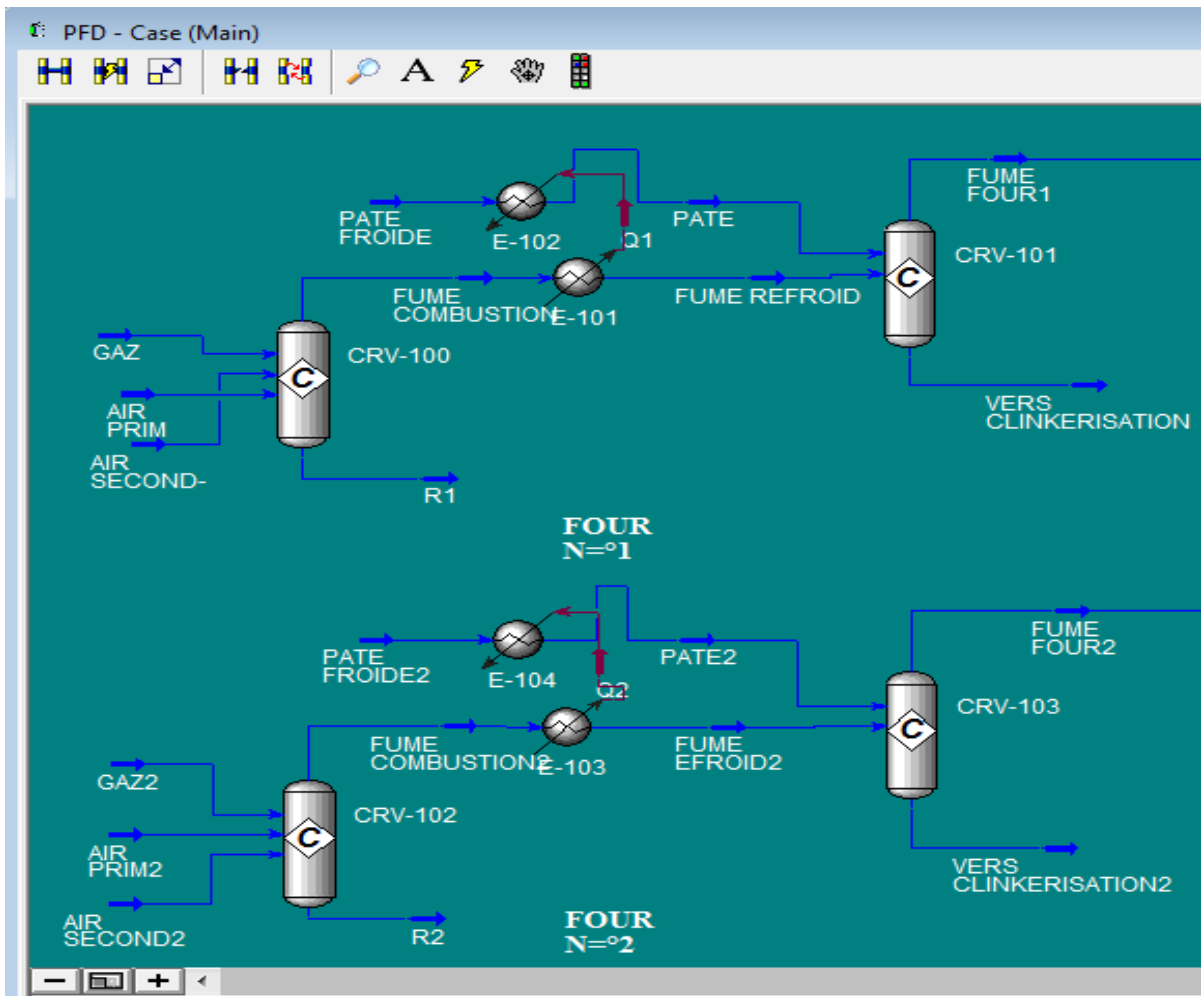 PFD - Case (Main)
A
FUME
FOUR1
PATE
FROIDE
E-102
Q1
PATE
CRV-101
FUME
COMBUSTION
E-101
FUME REFROID
GAZ
CRV-100
C
C
AIR
PRIM
VERS
CLINKERISATION
AIR
SECOND-
R1
FOUR
N=°1
FUME
FOUR2
PATE
FROIDE2
E-104
Q2
PATE2
CRV-103
FUME
COMBUSTION2
E-103
FUME
EFROID2
C
GAZ2
CRV-102
C
AIR
PRIM2
VERS
CLINKERISATION2
AIR
SECOND2
R2
FOUR
N=°2